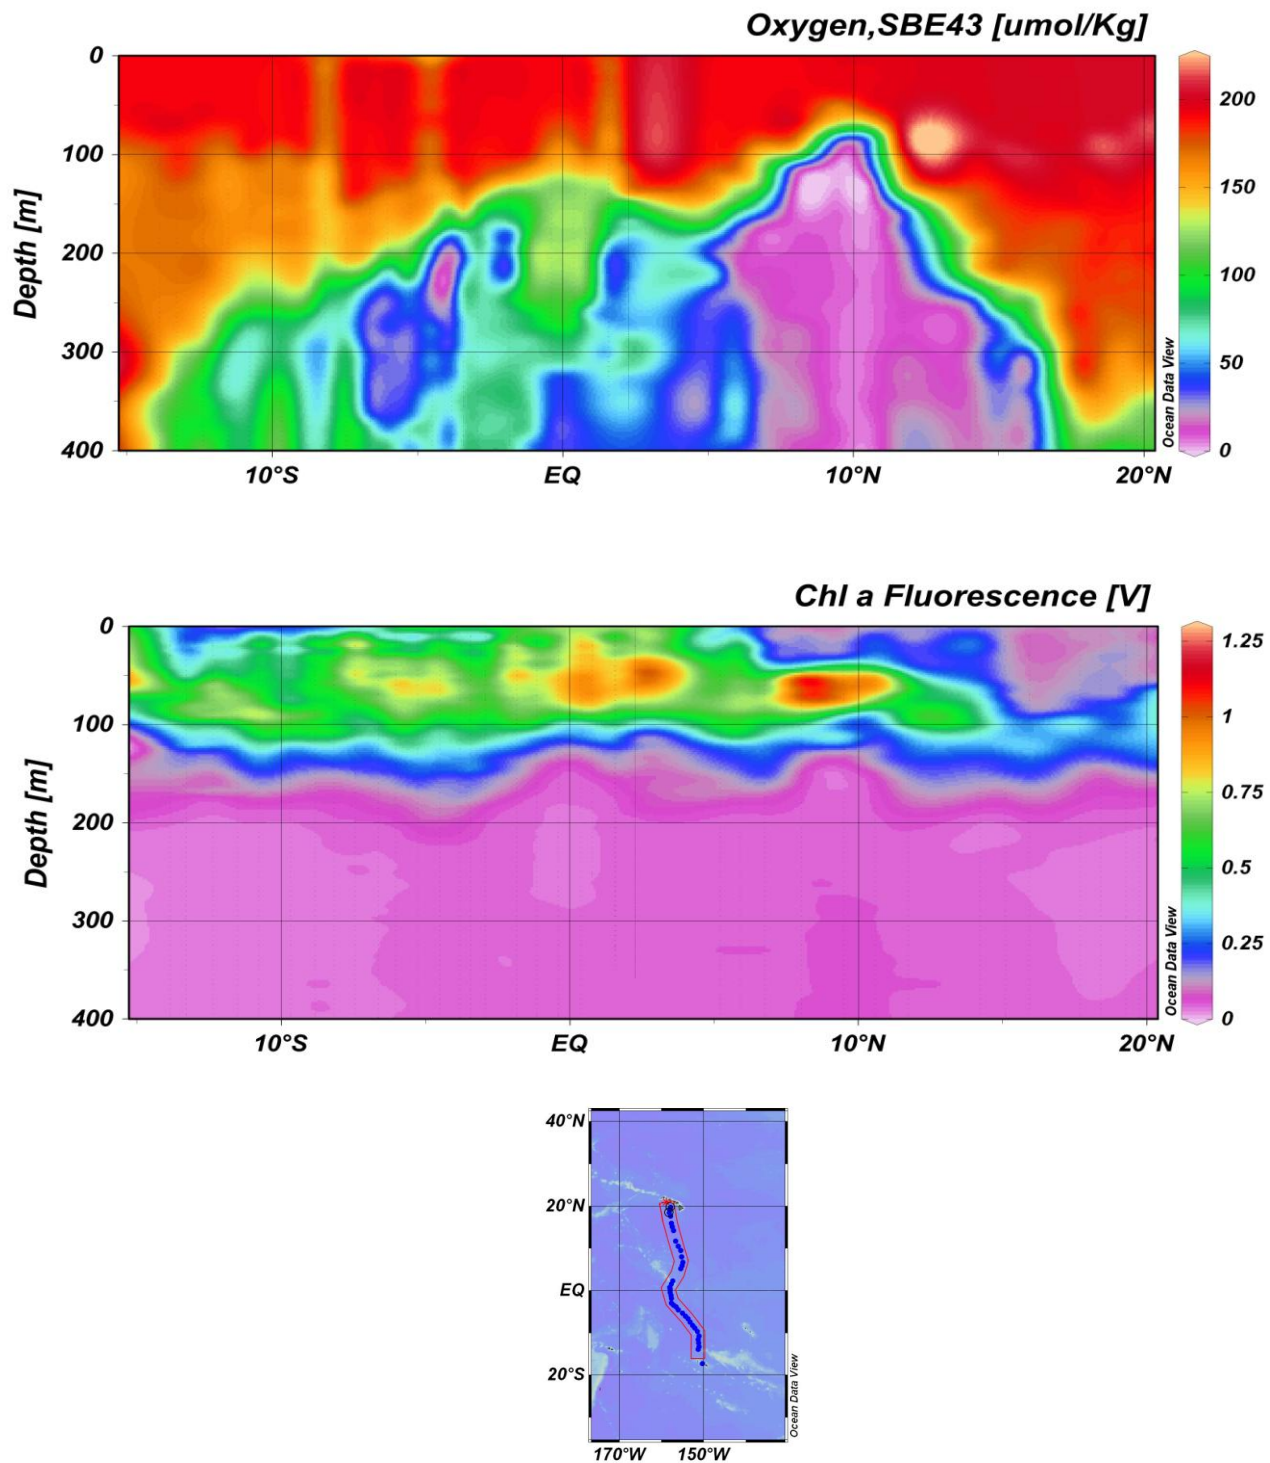 Oxygen,SBE43 [umol/Kg]
0
100
200
300
400
Depth [m]
10°S
EQ
10°N
20°N
Ocean Data View
200
150
100
50
0
Chl a Fluorescence [V]
0
100
200
300
400
Depth [m]
10°S
EQ
10°N
20°N
Ocean Data View
1.25
1
0.75
0.5
0.25
0
40°N
20°N
EQ
20°S
170°W
150°W
Ocean Data View